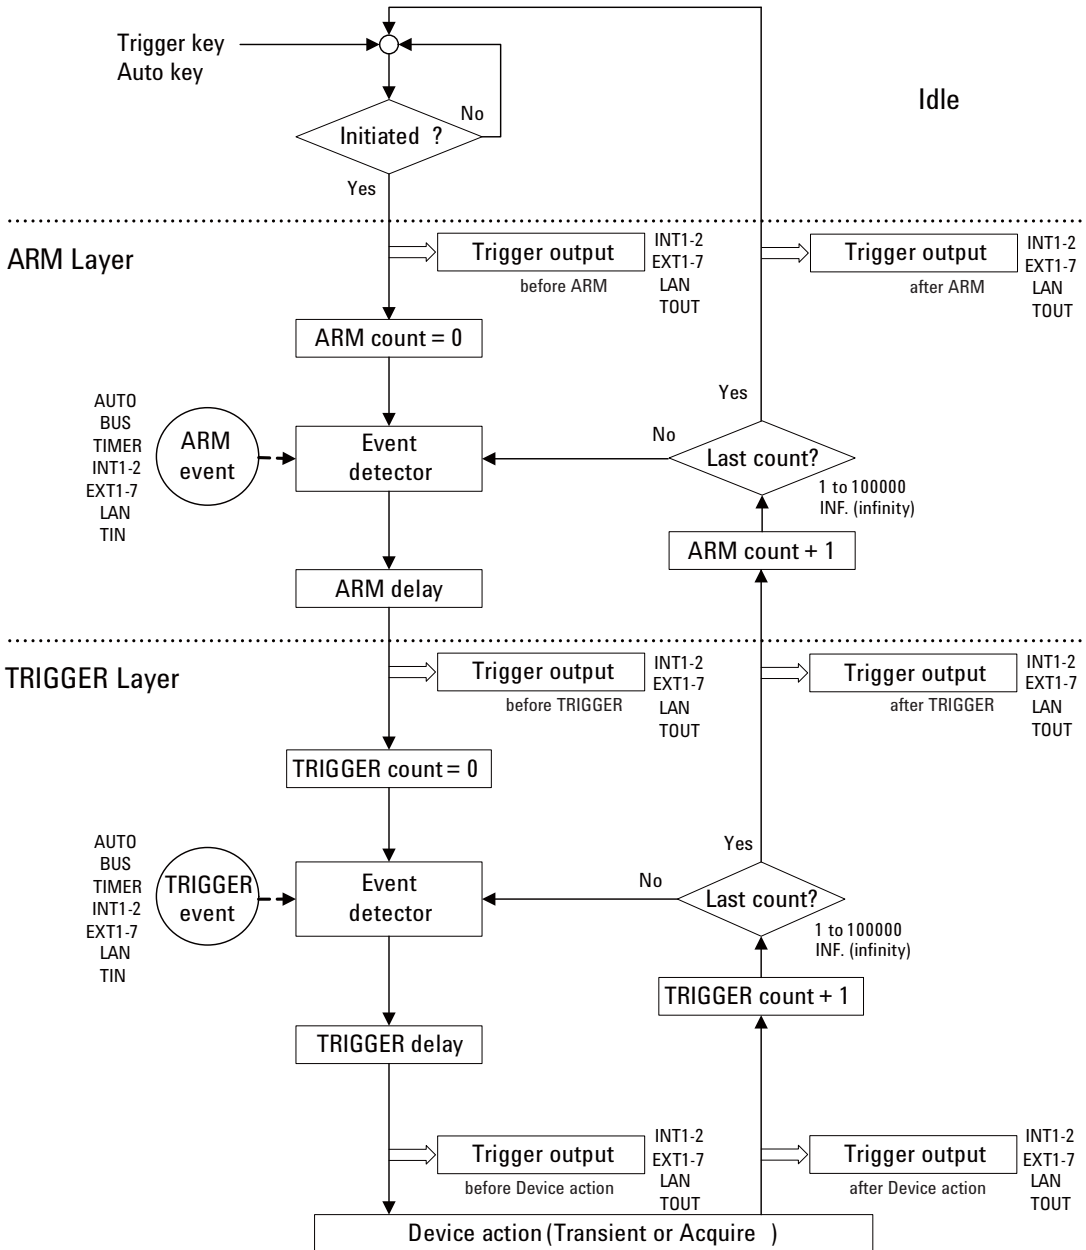 Trigger key
Auto key
Idle
No
Initiated ?
Yes
ARM Layer
Trigger output
before ARM
INT1-2
EXT1-7
LAN
TOUT
Trigger output
after ARM
INT1-2
EXT1-7
LAN
TOUT
ARM count = 0
AUTO
BUS
TIMER
INT1-2
EXT1-7
LAN
TIN
ARM
event
Event
detector
Yes
No
Last count?
1 to 100000
INF. (infinity)
ARM count + 1
ARM delay
TRIGGER Layer
Trigger output
before TRIGGER
INT1-2
EXT1-7
LAN
TOUT
Trigger output
after TRIGGER
INT1-2
EXT1-7
LAN
TOUT
TRIGGER count = 0
AUTO
BUS
TIMER
INT1-2
EXT1-7
LAN
TIN
TRIGGER
event
Event
detector
Yes
No
Last count?
1 to 100000
INF. (infinity)
TRIGGER count + 1
TRIGGER delay
Trigger output
before Device action
INT1-2
EXT1-7
LAN
TOUT
Trigger output
after Device action
INT1-2
EXT1-7
LAN
TOUT
Device action (Transient or Acquire )